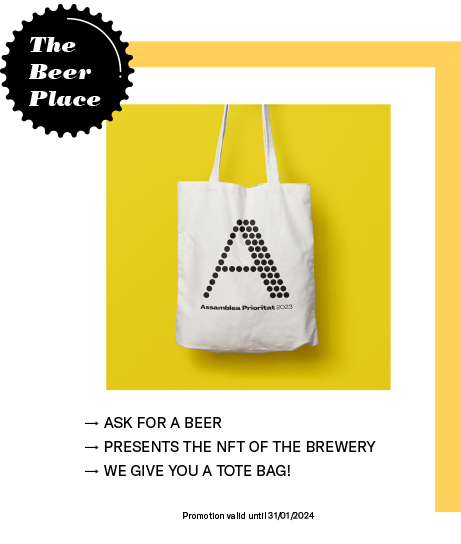 The
Beer
Place
A
Assamblea Prioritat 2023
→ ASK FOR A BEER
→ PRESENTS THE NFT OF THE BREWERY
→ WE GIVE YOU A TOTE BAG!
Promotion valid until 31/01/2024